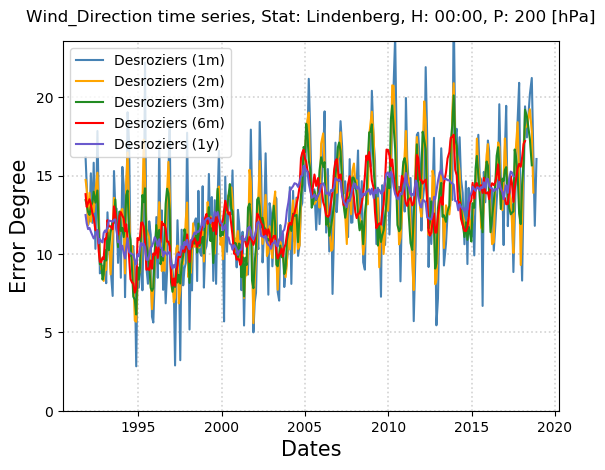 Wind_Direction time series, Stat: Lindenberg, H: 00:00, P: 200 [hPa]
Desroziers (1m)
Desroziers (2m)
Desroziers (3m)
Desroziers (6m)
Desroziers (1y)
Error Degree
20
15
10
5
0
1995
2000
2005
2010
2015
2020
Dates